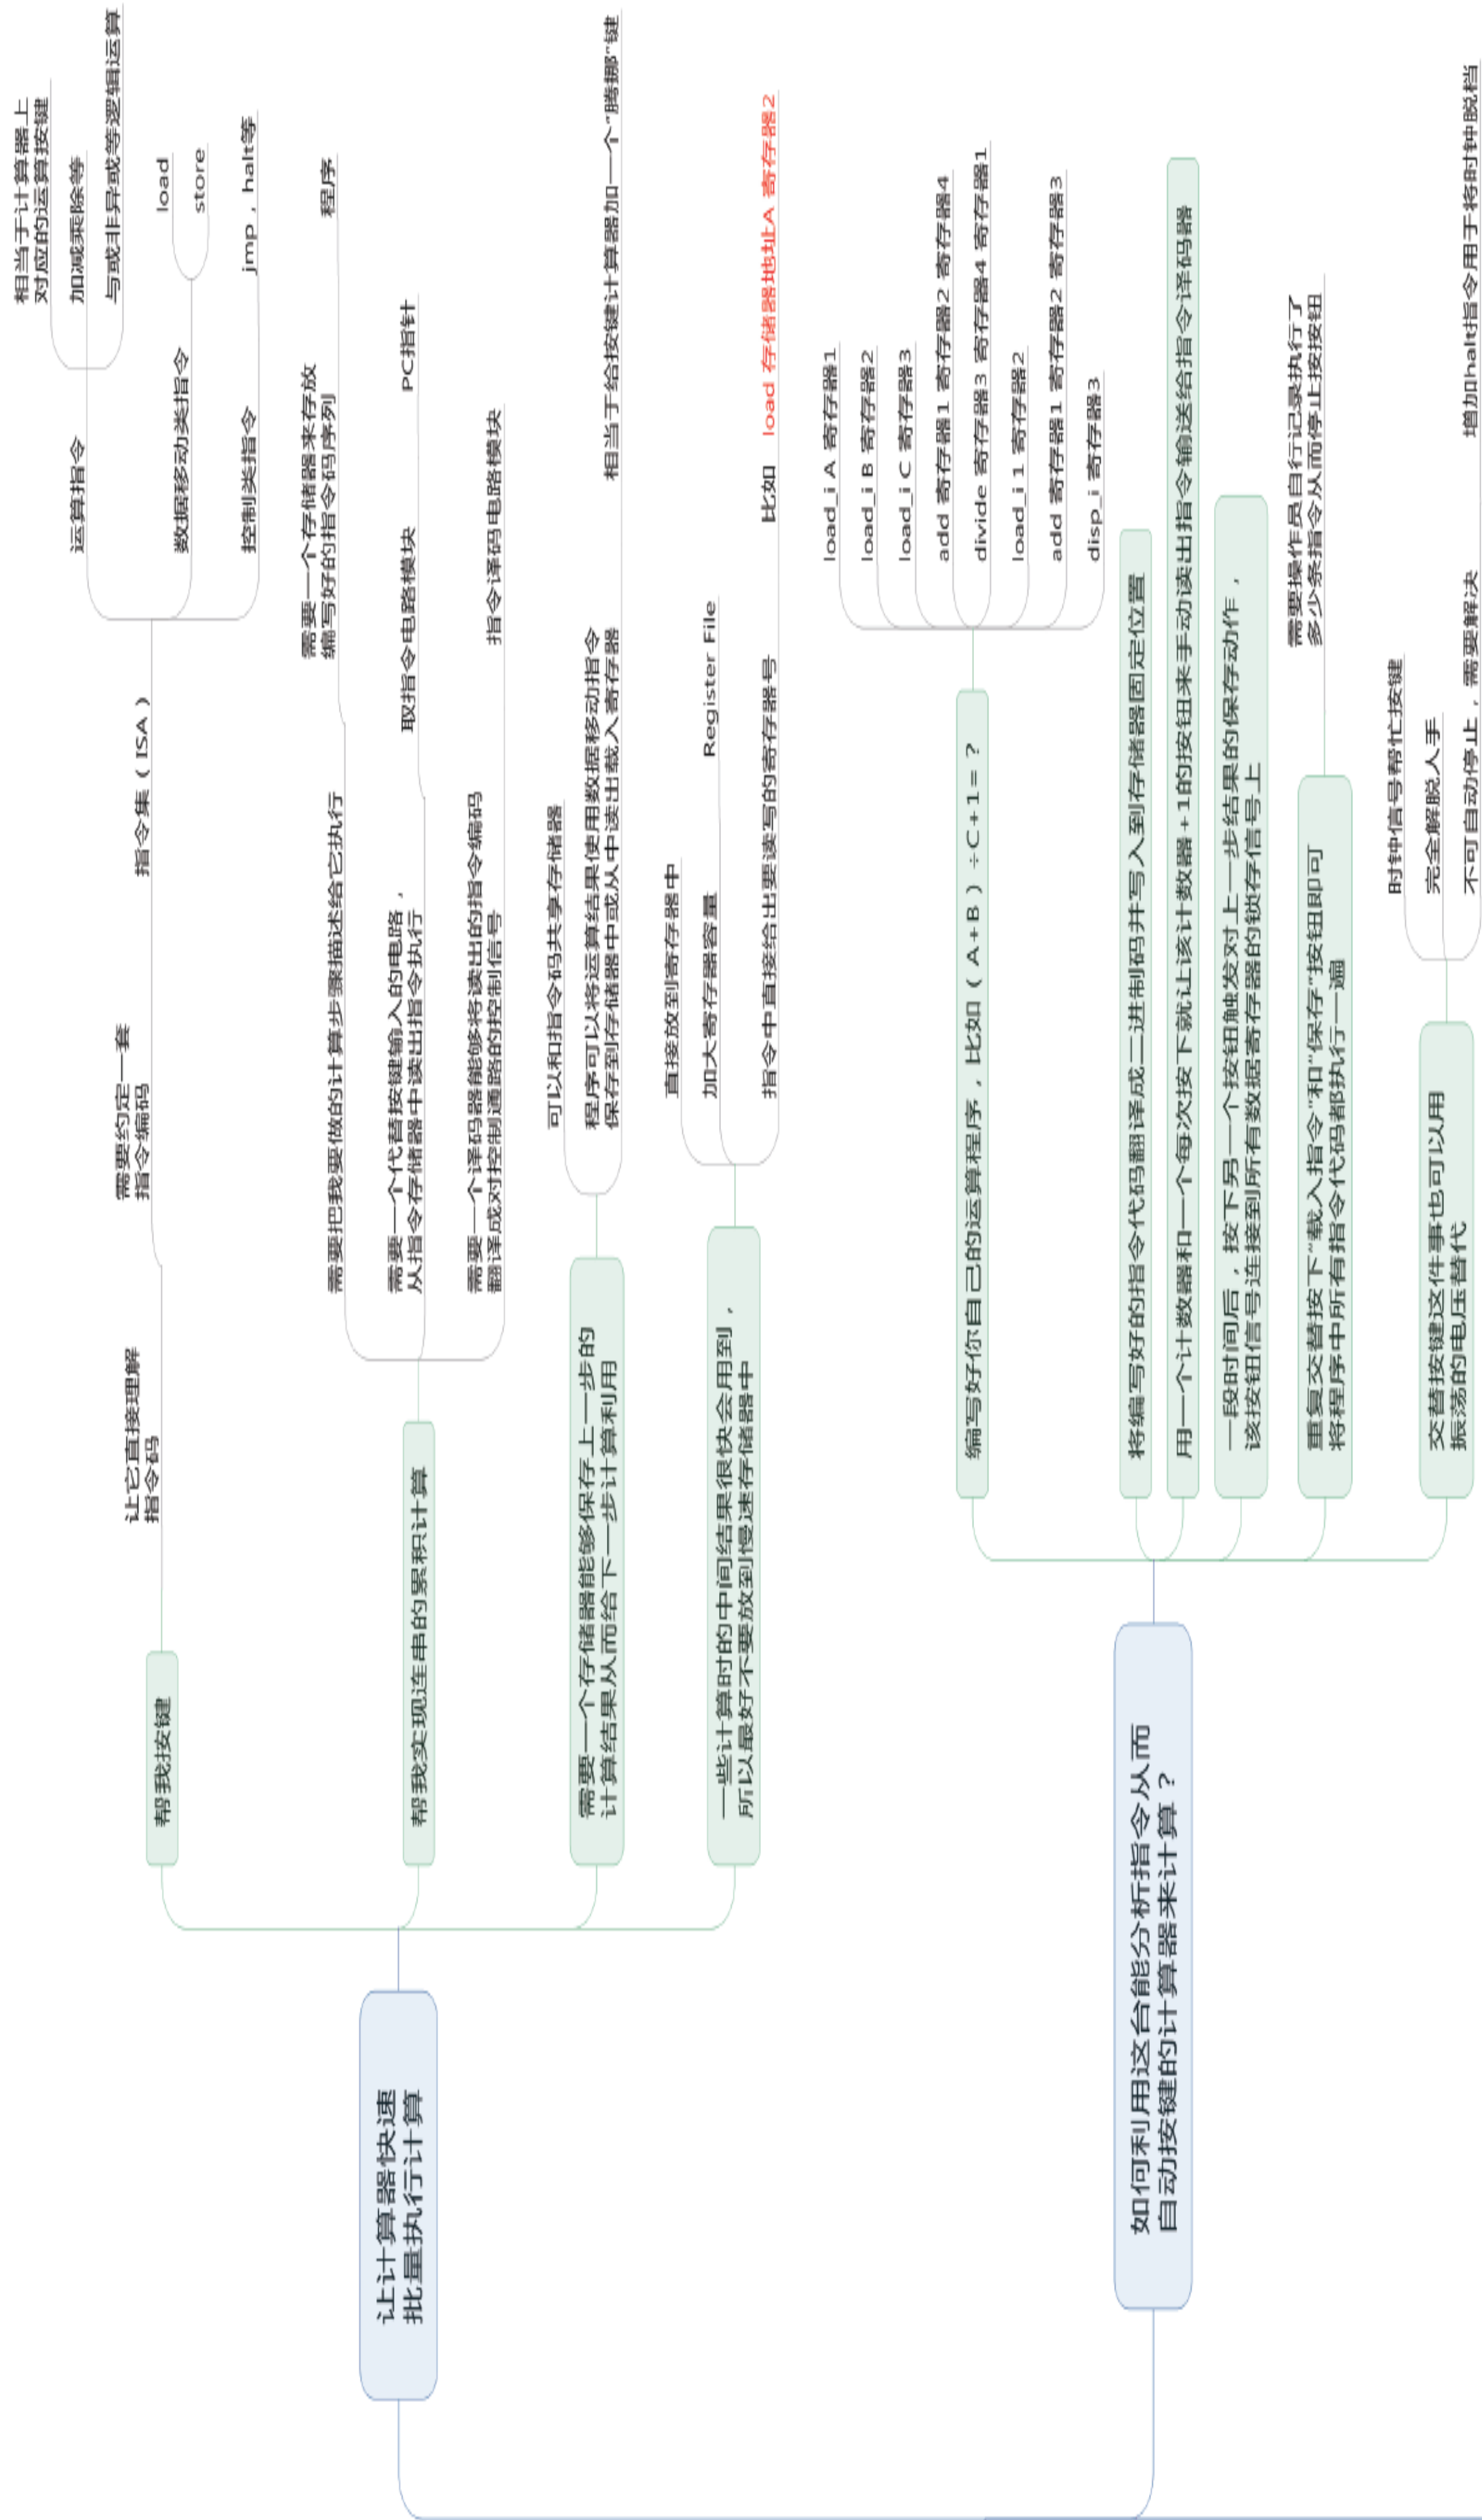 让计算器快速
批量执行计算
帮我按键
让它直接理解
指令码
需要约定一套
指令编码
指令集（ISA）
运算指令
相当于计算器上
对应的运算按键
加减乘除等
与或非异或等逻辑运算
数据移动类指令
load
store
控制类指令
jmp，halt等
帮我实现连串的累积计算
需要把我要做的计算步骤描述给它执行
需要一个存储器来存放
编写好的指令码序列
程序
需要一个代替按键输入的电路，
从指令存储器中读出指令执行
取指令电路模块
PC指针
需要一个译码器能够将读出的指令编码
翻译成对控制通路的控制信号
指令译码电路模块
需要一个存储器能够保存上一步的
计算结果从而给下一步计算利用
可以和指令码共享存储器
程序可以将运算结果使用数据移动指令
保存到存储器中或从中读出载入寄存器
相当于给按键计算器加一个“腾挪”键
一些计算时的中间结果很快会用到，
所以最好不要放到慢速存储器中
直接放到寄存器中
加大寄存器容量
Register File
指令中直接给出要读写的寄存器号
比如
load 存储器地址A 寄存器2
如何利用这台能分析指令从而
自动按键的计算器来计算？
编写好你自己的运算程序，比如（A+B）÷C+1=？
load_i A 寄存器1
load_i B 寄存器2
load_i C 寄存器3
add 寄存器1 寄存器2 寄存器4
divide 寄存器3 寄存器4 寄存器1
load_i 1 寄存器2
add 寄存器1 寄存器2 寄存器3
disp_i 寄存器3
将编写好的指令代码翻译成二进制码并写入到存储器固定位置
用一个计数器和一个每次按下就让该计数器+1的按钮来手动读出指令输送给指令译码器
一段时间后，按下另一个按钮触发对上一步结果的保存动作，
该按钮信号连接到所有数据寄存器的锁存信号上
重复交替按下“载入指令”和“保存”按钮即可
将程序中所有指令代码都执行一遍
需要操作员自行记录执行了
多少条指令从而停止按按钮
交替按键这件事也可以用
振荡的电压替代
时钟信号帮忙按键
完全解脱人手
不可自动停止，需要解决
增加halt指令用于将时钟脱档